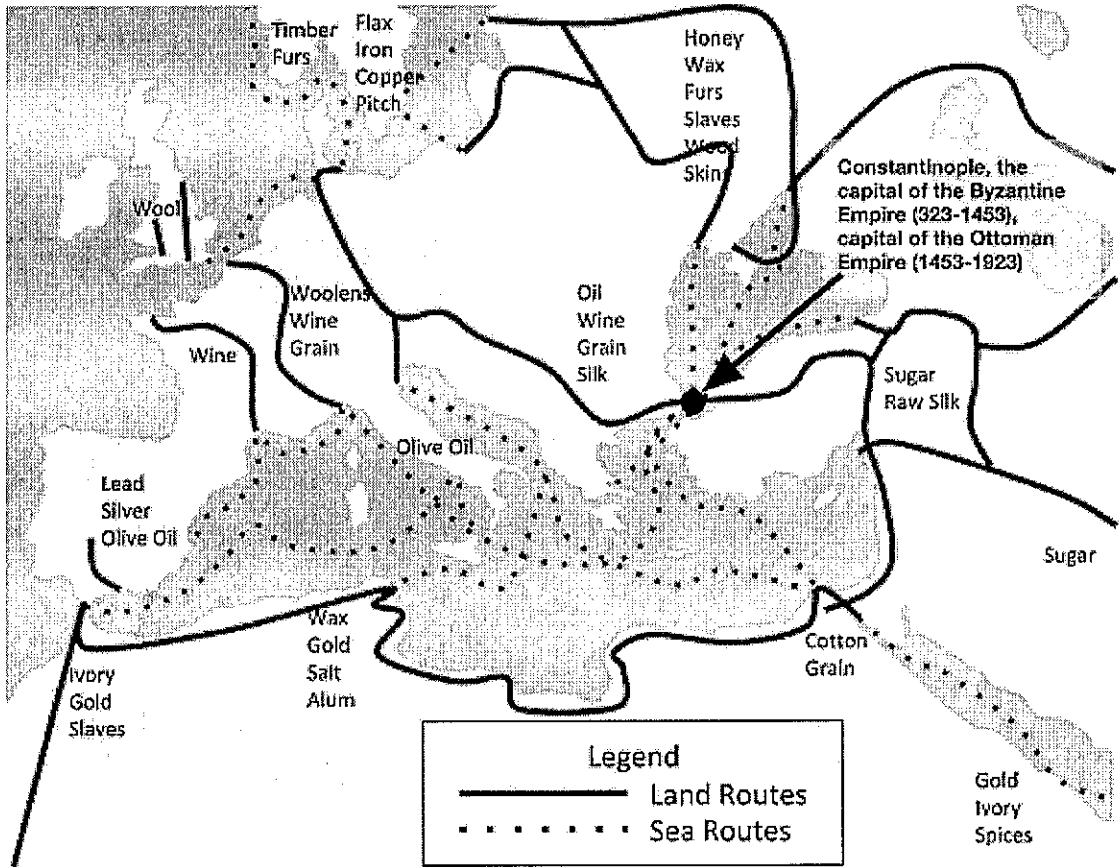 Timber
Furs
Flax
Iron
Copper
Pitch
Honey
Wax
Furs
Slaves
Wood
Skins
Constantinople, the
capital of the Byzantine
Empire (323-1453),
capital of the Ottoman
Empire (1453-1923)
Wool
Woolens
Wine
Grain
Wine
Oil
Wine
Grain
Silk
Sugar
Raw Silk
Olive Oil
Lead
Silver
Olive Oil
Sugar
Wax
Gold
Salt
Alum
Cotton
Grain
Ivory
Gold
Slaves
Gold
Ivory
Spices
Legend
Land Routes
Sea Routes